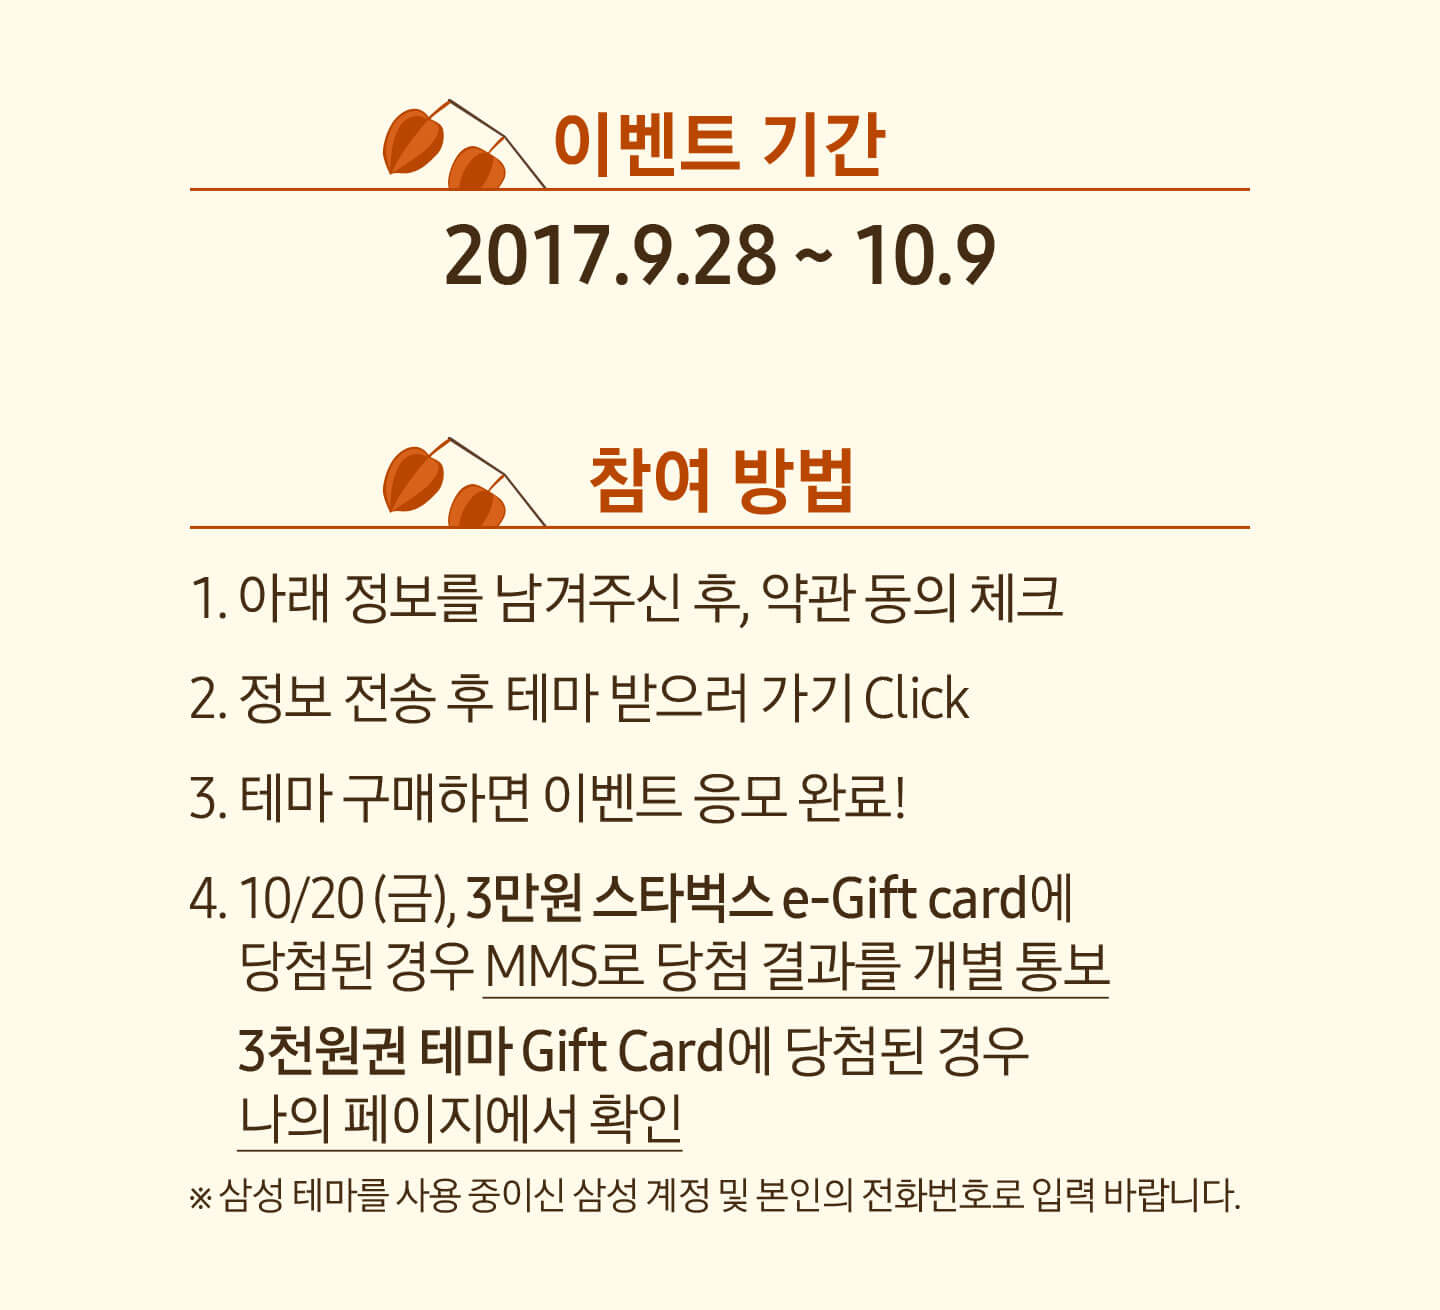 이벤트 기간
2017.9.28 ~ 10.9
참여 방법
1. 아래 정보를 남겨주신 후, 약관 동의 체크
2. 정보 전송 후 테마 받으러 가기 Click
3. 테마 구매하면 이벤트 응모 완료!
4. 10/20 (금), 3만원 스타벅스 e-Gift card에
당첨된 경우 MMS로 당첨 결과를 개별 통보
3천원권 테마 Gift Card에 당첨된 경우
나의 페이지에서 확인
※ 삼성 테마를 사용 중이신 삼성 계정 및 본인의 전화번호로 입력 바랍니다.